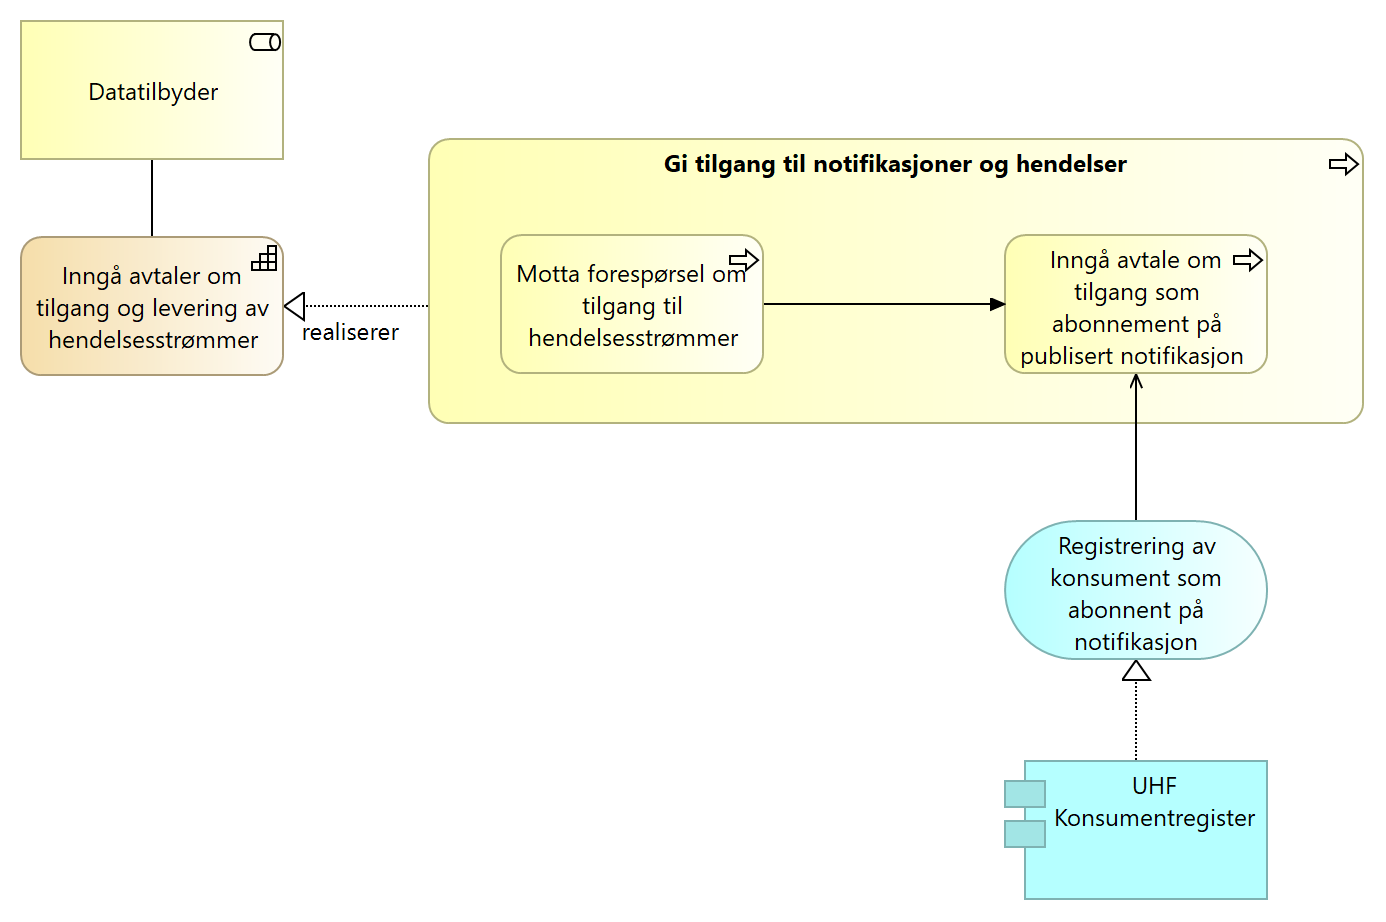 Datatilbyder
Gi tilgang til notifikasjoner og hendelser
Inngå avtaler om
tilgang og levering av
hendelsesstrømmer
realiserer
Motta forespørsel om
tilgang til
hendelsesstrømmer
Inngå avtale om
tilgang som
abonnement på
publisert notifikasjon
Registrering av
konsument som
abonnent på
notifikasjon
UHF
Konsumentregister